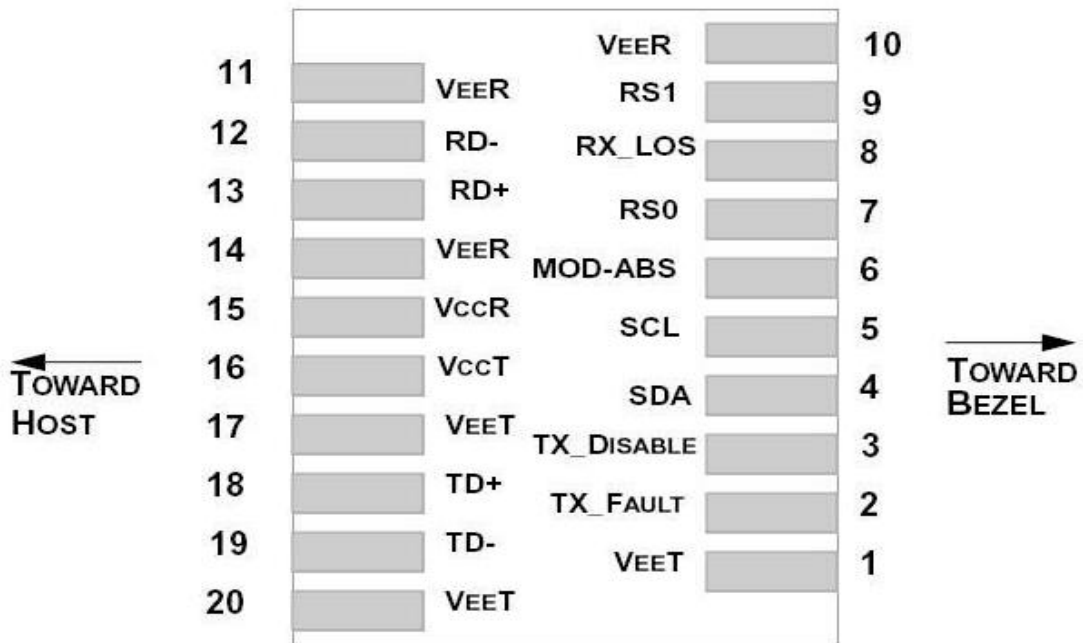 VEER 10
11 VEER
RS1 9
12 RD-
RX_LOS 8
13 RD+
RS0 7
14 VEER
MOD-ABS 6
15 VCCR
SCL 5
16 VCCT
TOWARD HOST
TOWARD BEZEL
SDA 4
17 VEET
TX_DISABLE 3
18 TD+
TX_FAULT 2
19 TD-
VEET 1
20 VEET